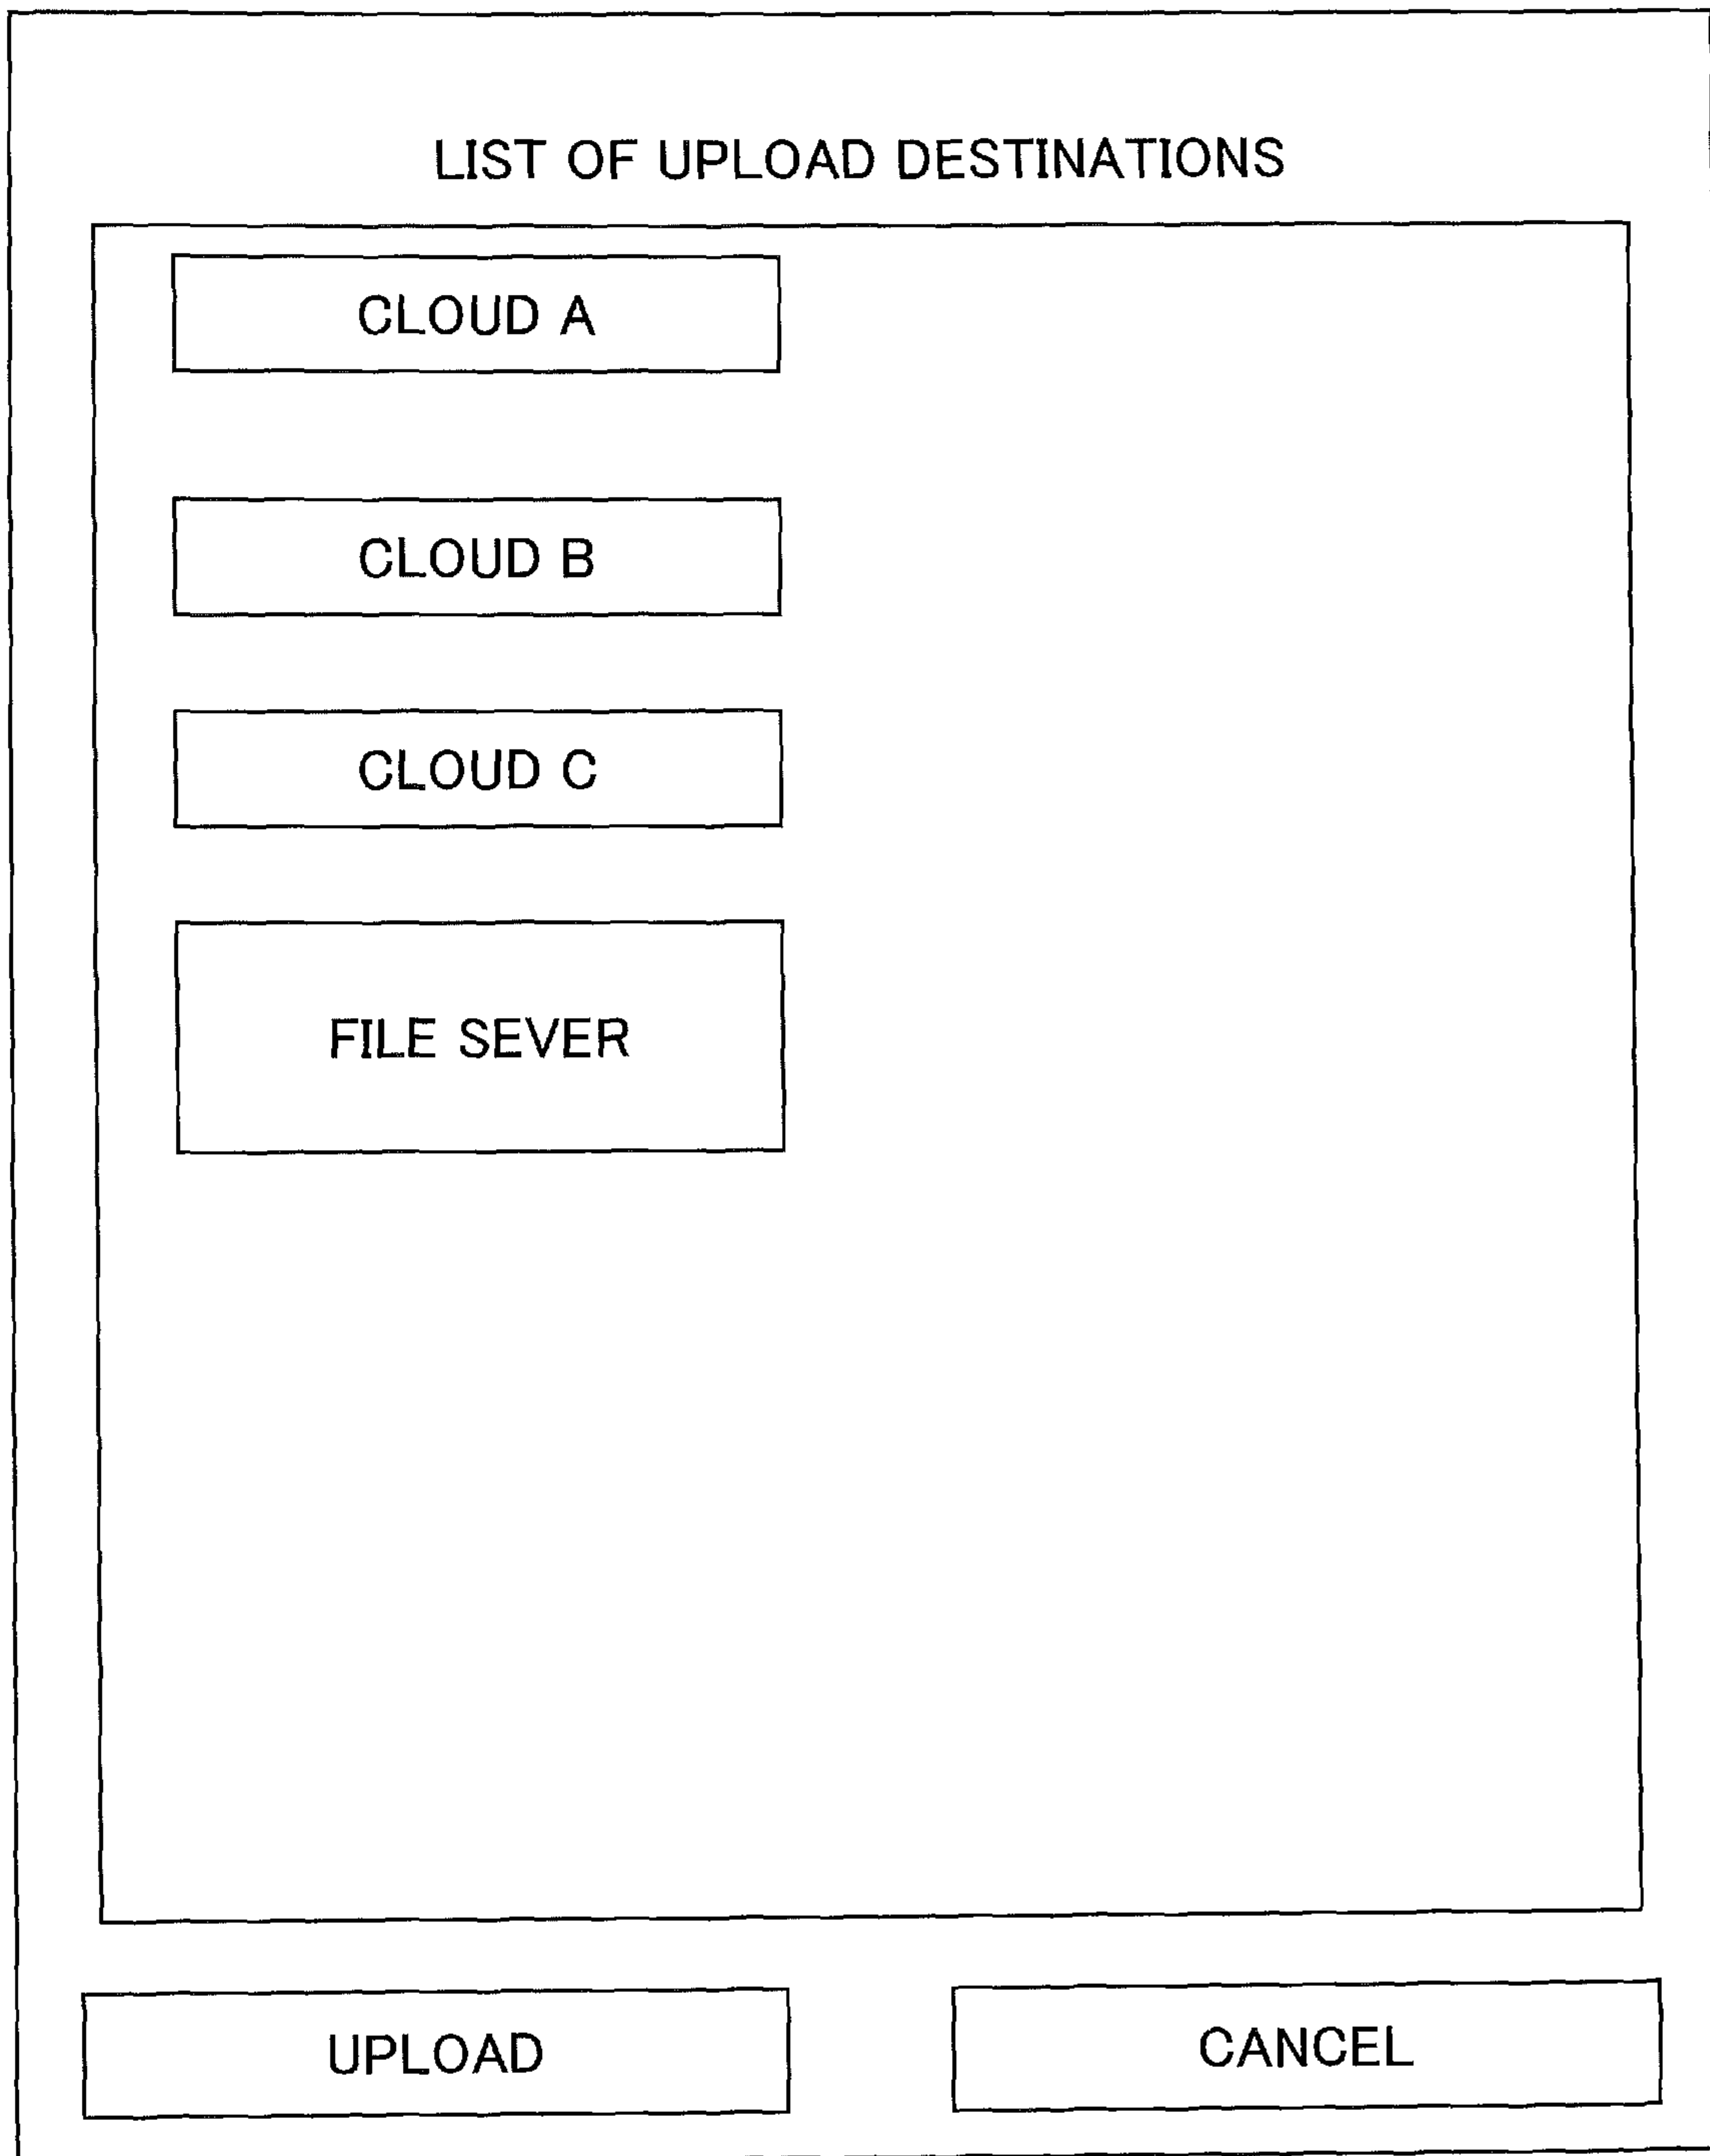 LIST OF UPLOAD DESTINATIONS
CLOUD A
CLOUD B
CLOUD C
FILE SEVER
UPLOAD
CANCEL